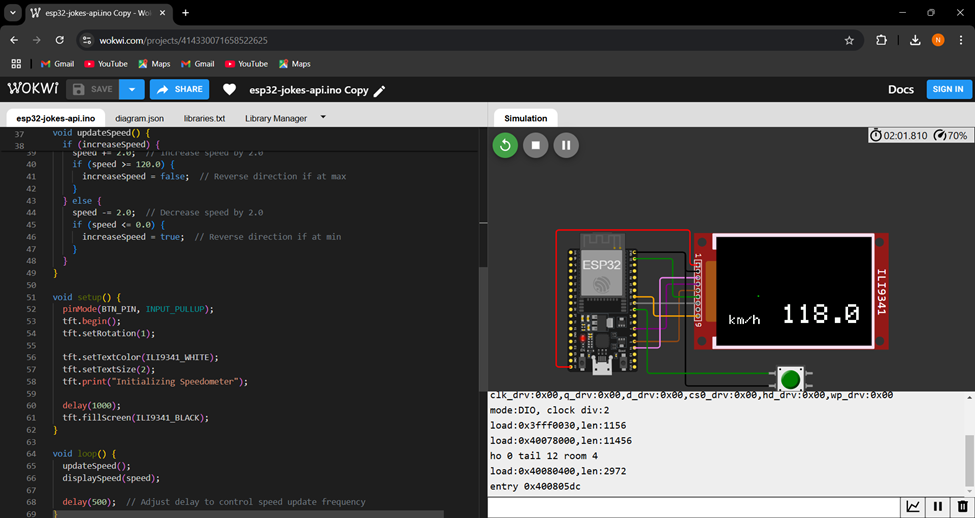 esp32-jokes-api.ino Copy - Wok
wokwi.com/projects/414330071658522625
Gmail
YouTube
Maps
Gmail
YouTube
Maps
WOKWI
SAVE
SHARE
esp32-jokes-api.ino Copy
Docs
SIGN IN
esp32-jokes-api.ino
diagram.json
libraries.txt
Library Manager
37 void updateSpeed() {
38 if (increaseSpeed) {
39 speed += 2.0; // Increase speed by 2.0
40 if (speed >= 120.0) {
41 increaseSpeed = false; // Reverse direction if at max
42 }
43 } else {
44 speed -= 2.0; // Decrease speed by 2.0
45 if (speed <= 0.0) {
46 increaseSpeed = true; // Reverse direction if at min
47 }
48 }
49 }
50
51 void setup() {
52 pinMode(BTN_PIN, INPUT_PULLUP);
53 tft.begin();
54 tft.setRotation(1);
55
56 tft.setTextColor(ILI9341_WHITE);
57 tft.setTextSize(2);
58 tft.print("Initializing Speedometer");
59
60 delay(1000);
61 tft.fillScreen(ILI9341_BLACK);
62 }
63
64 void loop() {
65 updateSpeed();
66 displaySpeed(speed);
67
68 delay(500); // Adjust delay to control speed update frequency
69 }
Simulation
02:01.810
70%
ESP32
1
9
km/h
118.0
ILI9341
clk_drv:0x00,q_drv:0x00,d_drv:0x00,cs0_drv:0x00,hd_drv:0x00,wp_drv:0x00
mode:DIO, clock div:2
load:0x3fff0030,len:1156
load:0x40078000,len:11456
ho 0 tail 12 room 4
load:0x40080400,len:2972
entry 0x400805dc